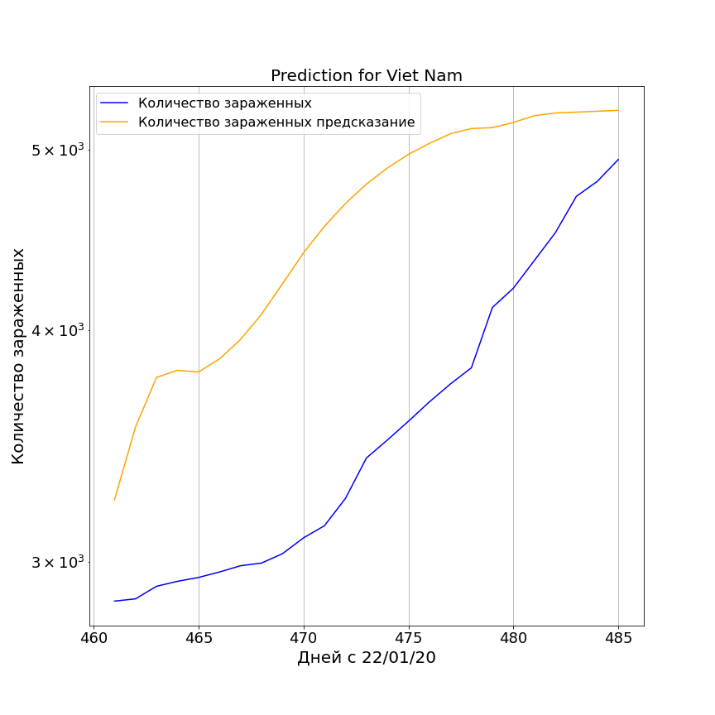 Prediction for Viet Nam
Количество зараженных
Количество зараженных предсказание
5 × 10³
4 × 10³
3 × 10³
Количество зараженных
460 465 470 475 480 485
Дней с 22/01/20